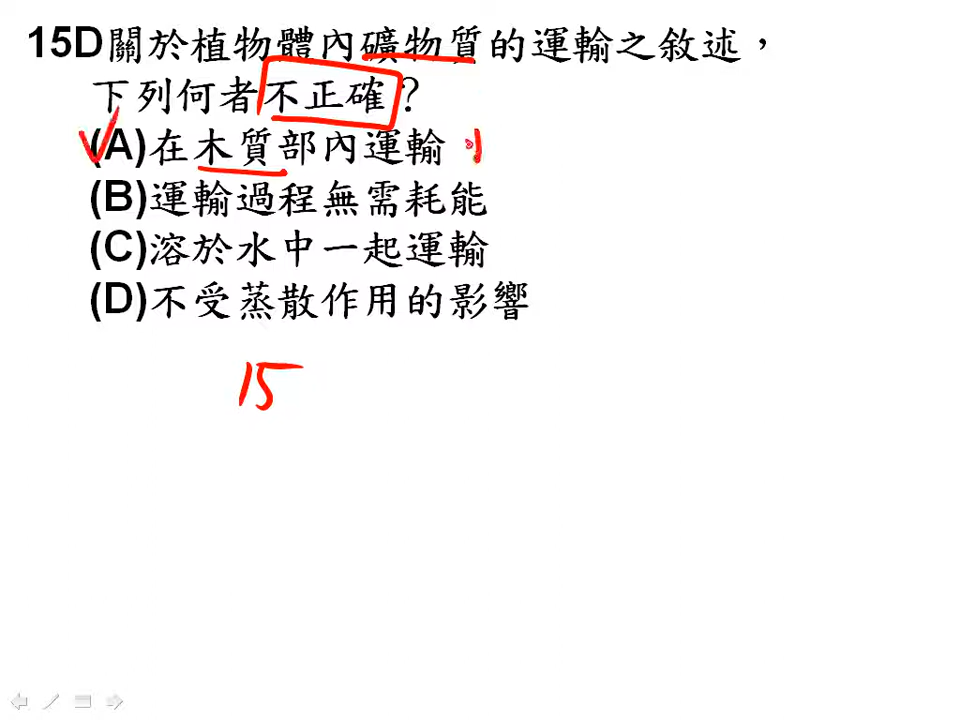 15D關於植物體內礦物質的運輸之敘述，
下列何者不正確？
(A)在木質部內運輸
(B)運輸過程無需耗能
(C)溶於水中一起運輸
(D)不受蒸散作用的影響
15